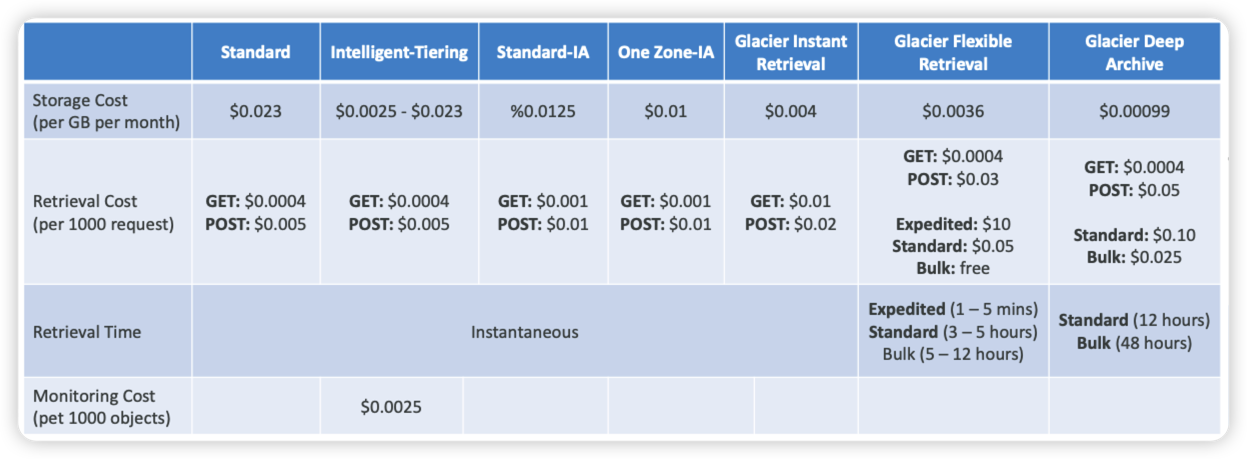 Standard
Intelligent-Tiering
Standard-IA
One Zone-IA
Glacier Instant
Retrieval
Glacier Flexible
Retrieval
Glacier Deep
Archive
Storage Cost
(per GB per month)
$0.023
$0.0025 - $0.023
%0.0125
$0.01
$0.004
$0.0036
$0.00099
Retrieval Cost
(per 1000 request)
GET: $0.0004
POST: $0.005
GET: $0.0004
POST: $0.005
GET: $0.001
POST: $0.01
GET: $0.001
POST: $0.01
GET: $0.01
POST: $0.02
GET: $0.0004
POST: $0.03
Expedited: $10
Standard: $0.05
Bulk: free
GET: $0.0004
POST: $0.05
Standard: $0.10
Bulk: $0.025
Retrieval Time
Instantaneous
Expedited (1 – 5 mins)
Standard (3 – 5 hours)
Bulk (5 – 12 hours)
Standard (12 hours)
Bulk (48 hours)
Monitoring Cost
(pet 1000 objects)
$0.0025